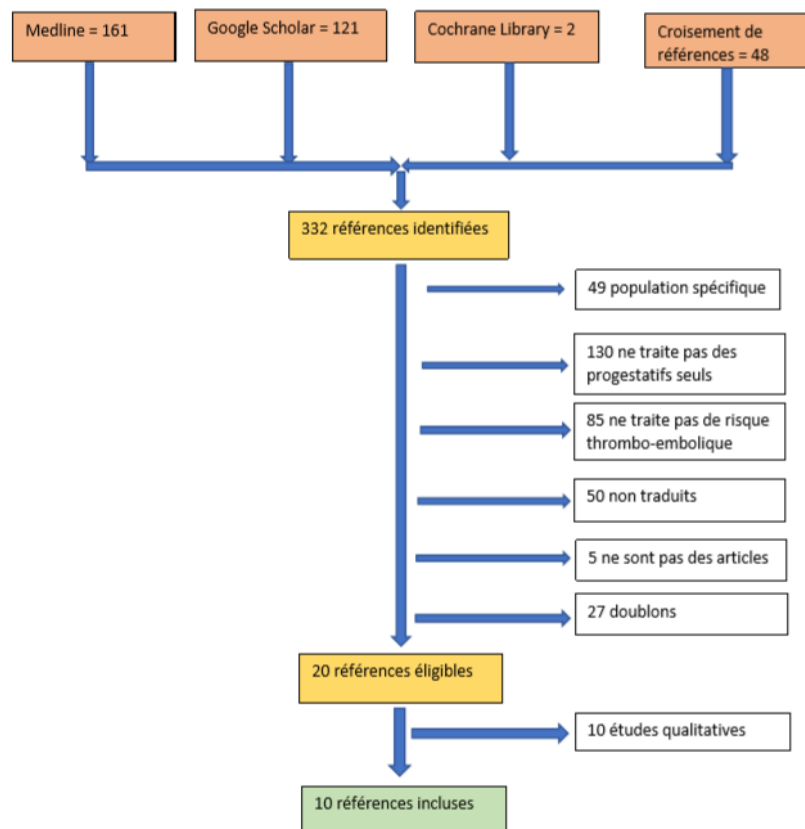 Medline = 161
Google Scholar = 121
Cochrane Library = 2
Croisement de
références = 48
332 références identifiées
49 population spécifique
130 ne traite pas des
progestatifs seuls
85 ne traite pas de risque
thrombo-embolique
50 non traduits
5 ne sont pas des articles
27 doublons
20 références éligibles
10 études qualitatives
10 références incluses